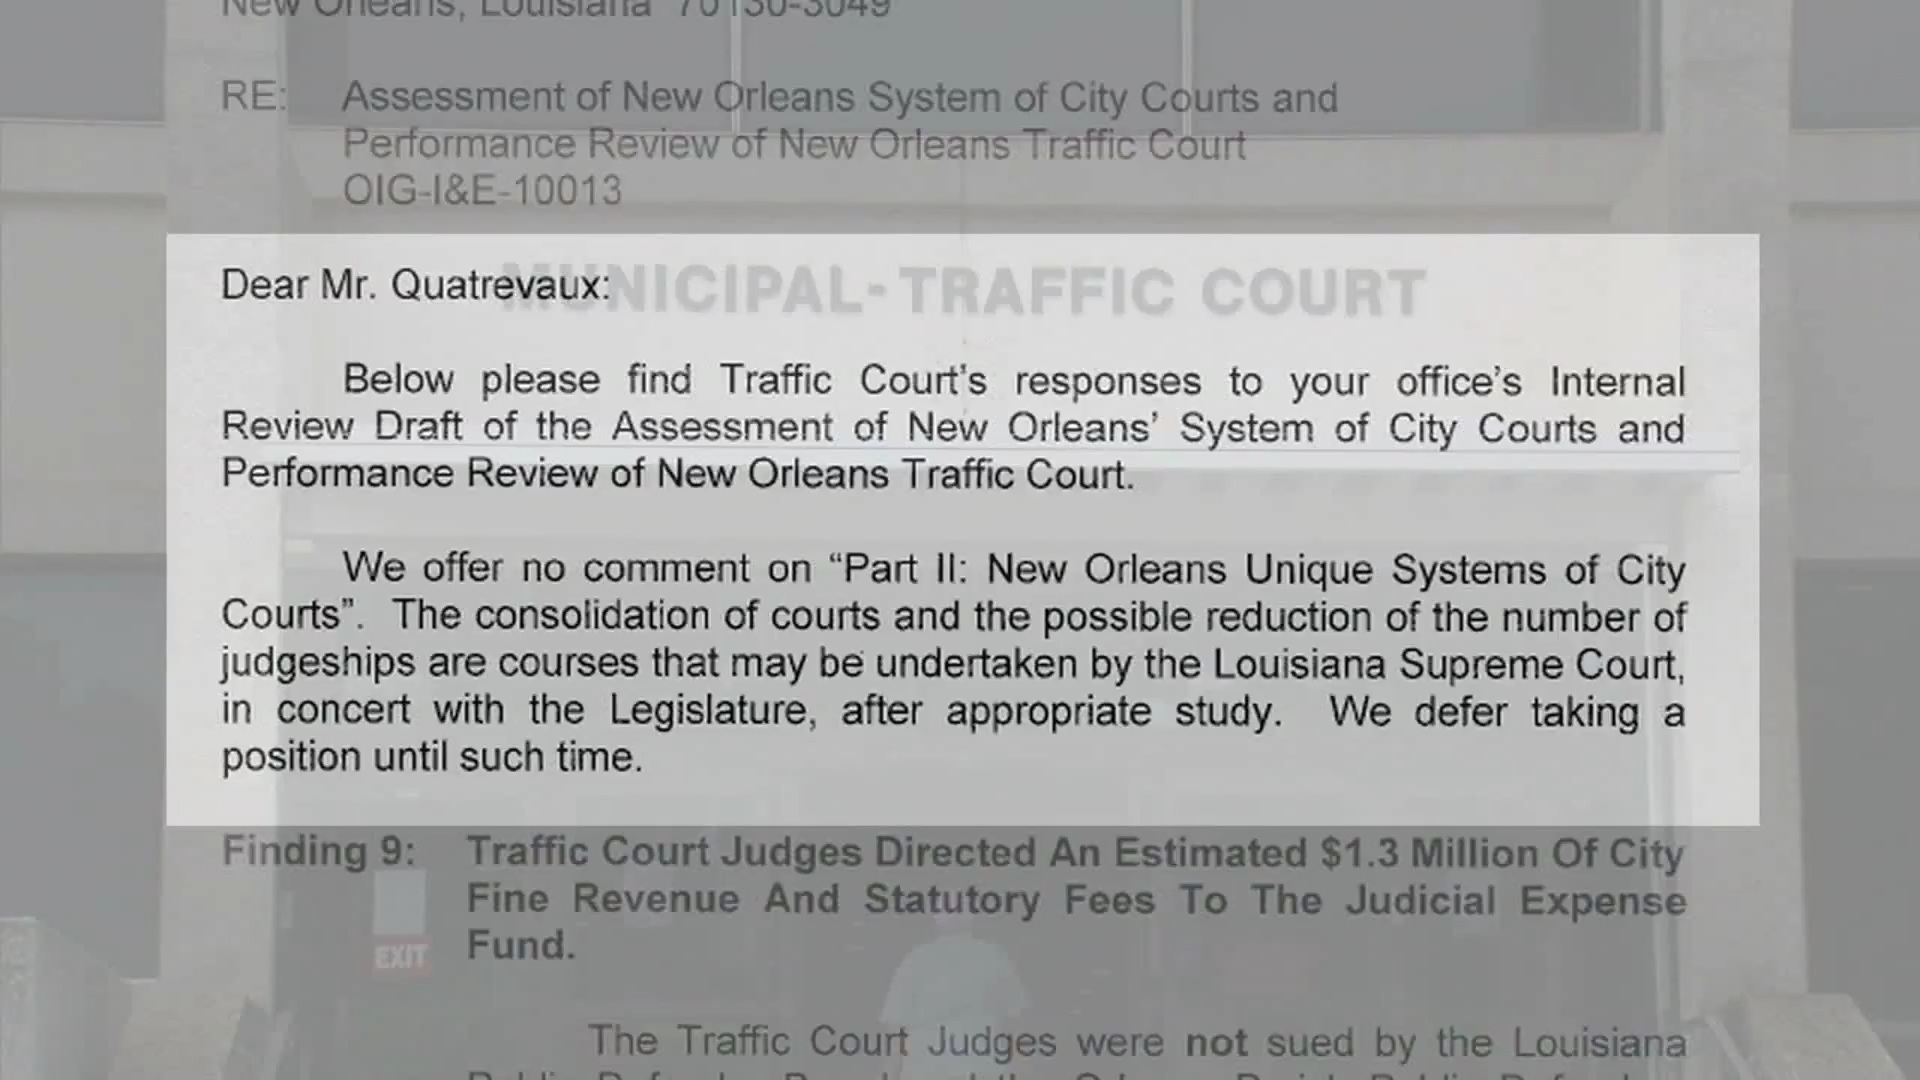 New Orleans, Louisiana 70130-3049
RE: Assessment of New Orleans System of City Courts and
Performance Review of New Orleans Traffic Court
OIG-I&E-10013
MUNICIPAL-TRAFFIC COURT
Dear Mr. Quatrevaux:
Below please find Traffic Court's responses to your office's Internal
Review Draft of the Assessment of New Orleans' System of City Courts and
Performance Review of New Orleans Traffic Court.
We offer no comment on “Part II: New Orleans Unique Systems of City
Courts”. The consolidation of courts and the possible reduction of the number of
judgeships are courses that may be undertaken by the Louisiana Supreme Court,
in concert with the Legislature, after appropriate study. We defer taking a
position until such time.
Finding 9: Traffic Court Judges Directed An Estimated $1.3 Million Of City
Fine Revenue And Statutory Fees To The Judicial Expense
Fund.
EXIT
The Traffic Court Judges were not sued by the Louisiana